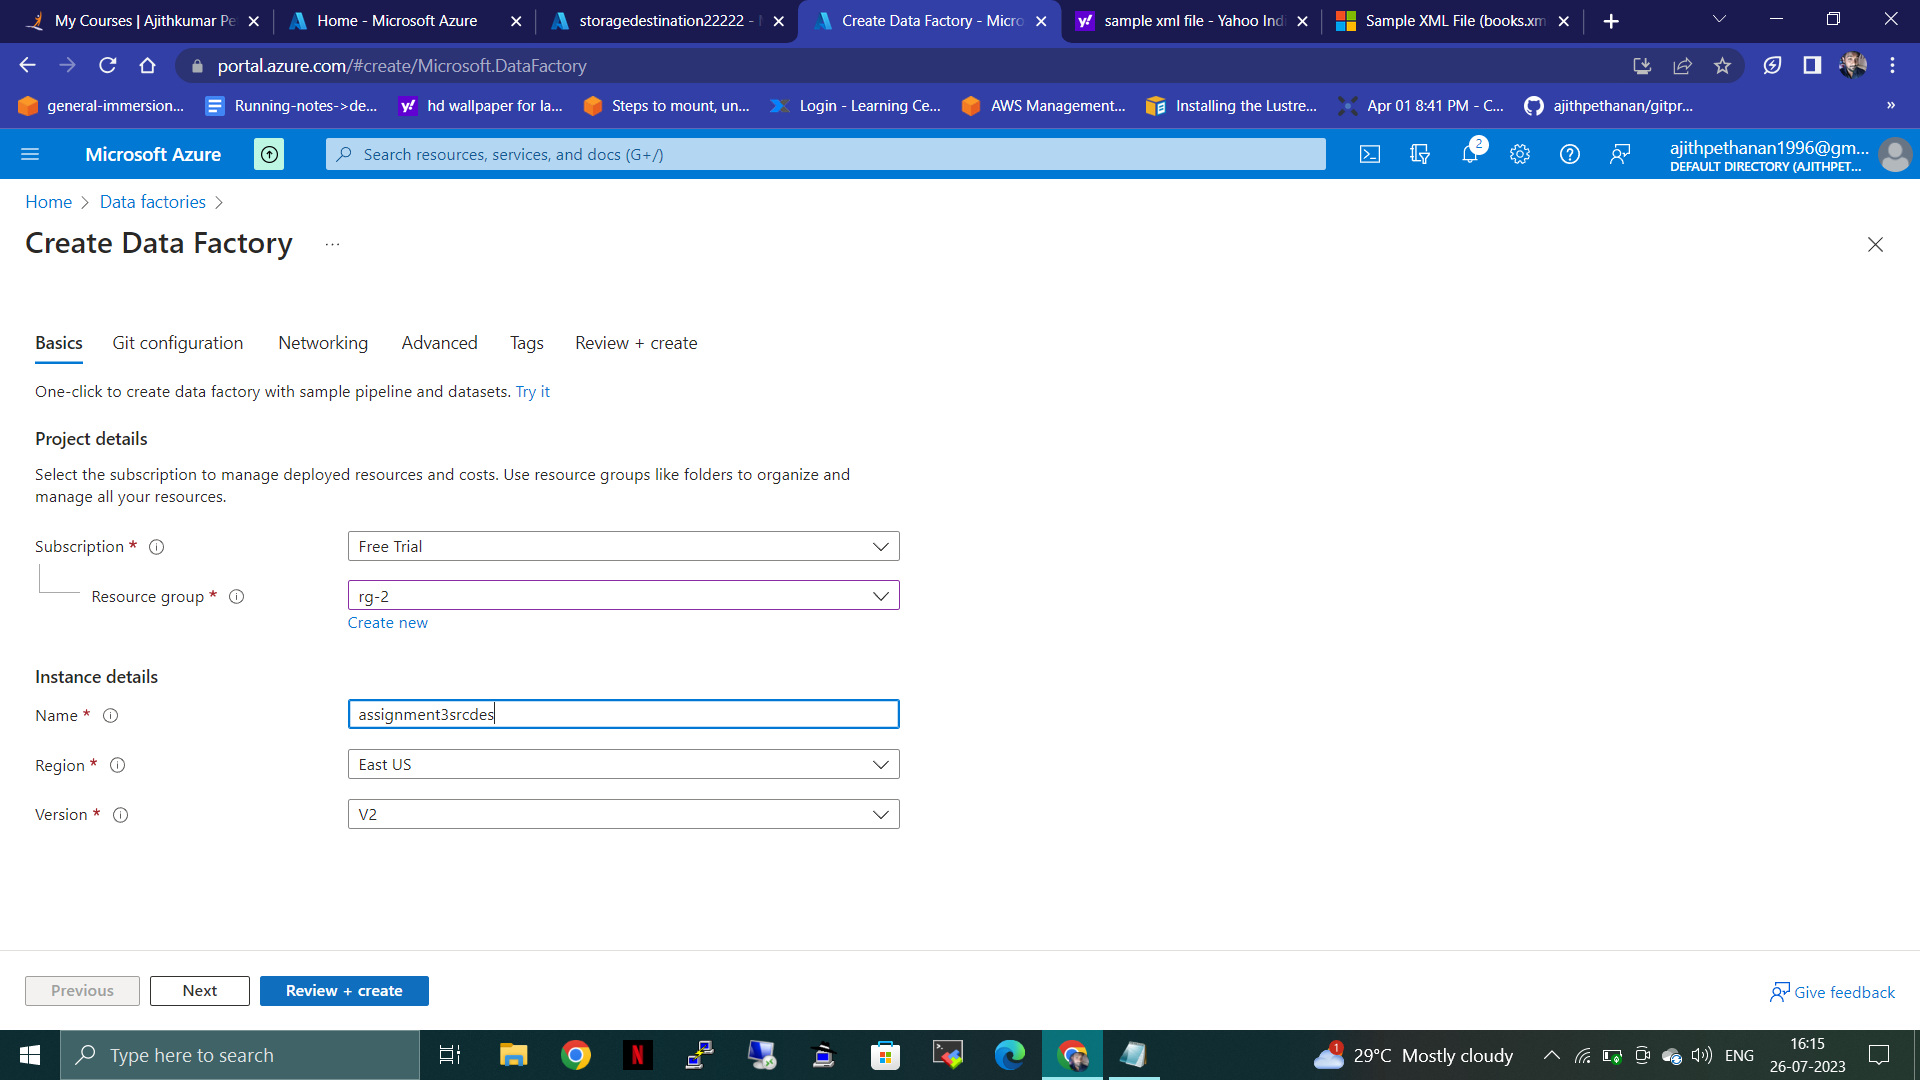 My Courses | Ajithkumar Pe
Home - Microsoft Azure
storagedestination22222 - M
Create Data Factory - Micro
sample xml file - Yahoo Indi
Sample XML File (books.xm
portal.azure.com/#create/Microsoft.DataFactory
general-immersion...
Running-notes->de...
hd wallpaper for la...
Steps to mount, un...
Login - Learning Ce...
AWS Management...
Installing the Lustre...
Apr 01 8:41 PM - C...
ajithpethanan/gitpr...
»
Microsoft Azure
Search resources, services, and docs (G+/)
2
ajithpethanan1996@gm...
DEFAULT DIRECTORY (AJITHPET...
Home
Data factories
Create Data Factory
...
Basics
Git configuration
Networking
Advanced
Tags
Review + create
One-click to create data factory with sample pipeline and datasets. Try it
Project details
Select the subscription to manage deployed resources and costs. Use resource groups like folders to organize and
manage all your resources.
Subscription *
Free Trial
Resource group *
rg-2
Create new
Instance details
Name *
assignment3srcdes
Region *
East US
Version *
V2
Previous
Next
Review + create
Give feedback
Type here to search
N
1
29°C Mostly cloudy
ENG
16:15
26-07-2023